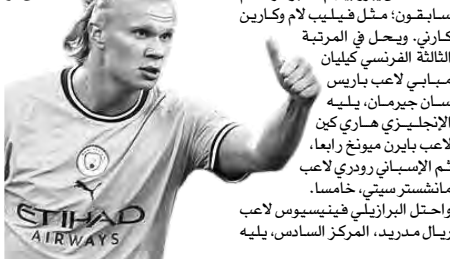 سابقون؛ مثل فيليب لام وكارين
كارني. ويحل في المرتبة
الثالثة الفرنسي كيليان
مبابي لاعب باريس
سان جيرمان، يليه
الإنجليزي هاري كين
لاعب بايرن ميونخ رابعا،
ثم الإسباني رودري لاعب
مانشستر سيتي، خامسا.
واحتل البرازيلي فينيسيوس لاعب
ريال مدريد، المركز السادس، يليه
ETIHAD
AIRWAYS